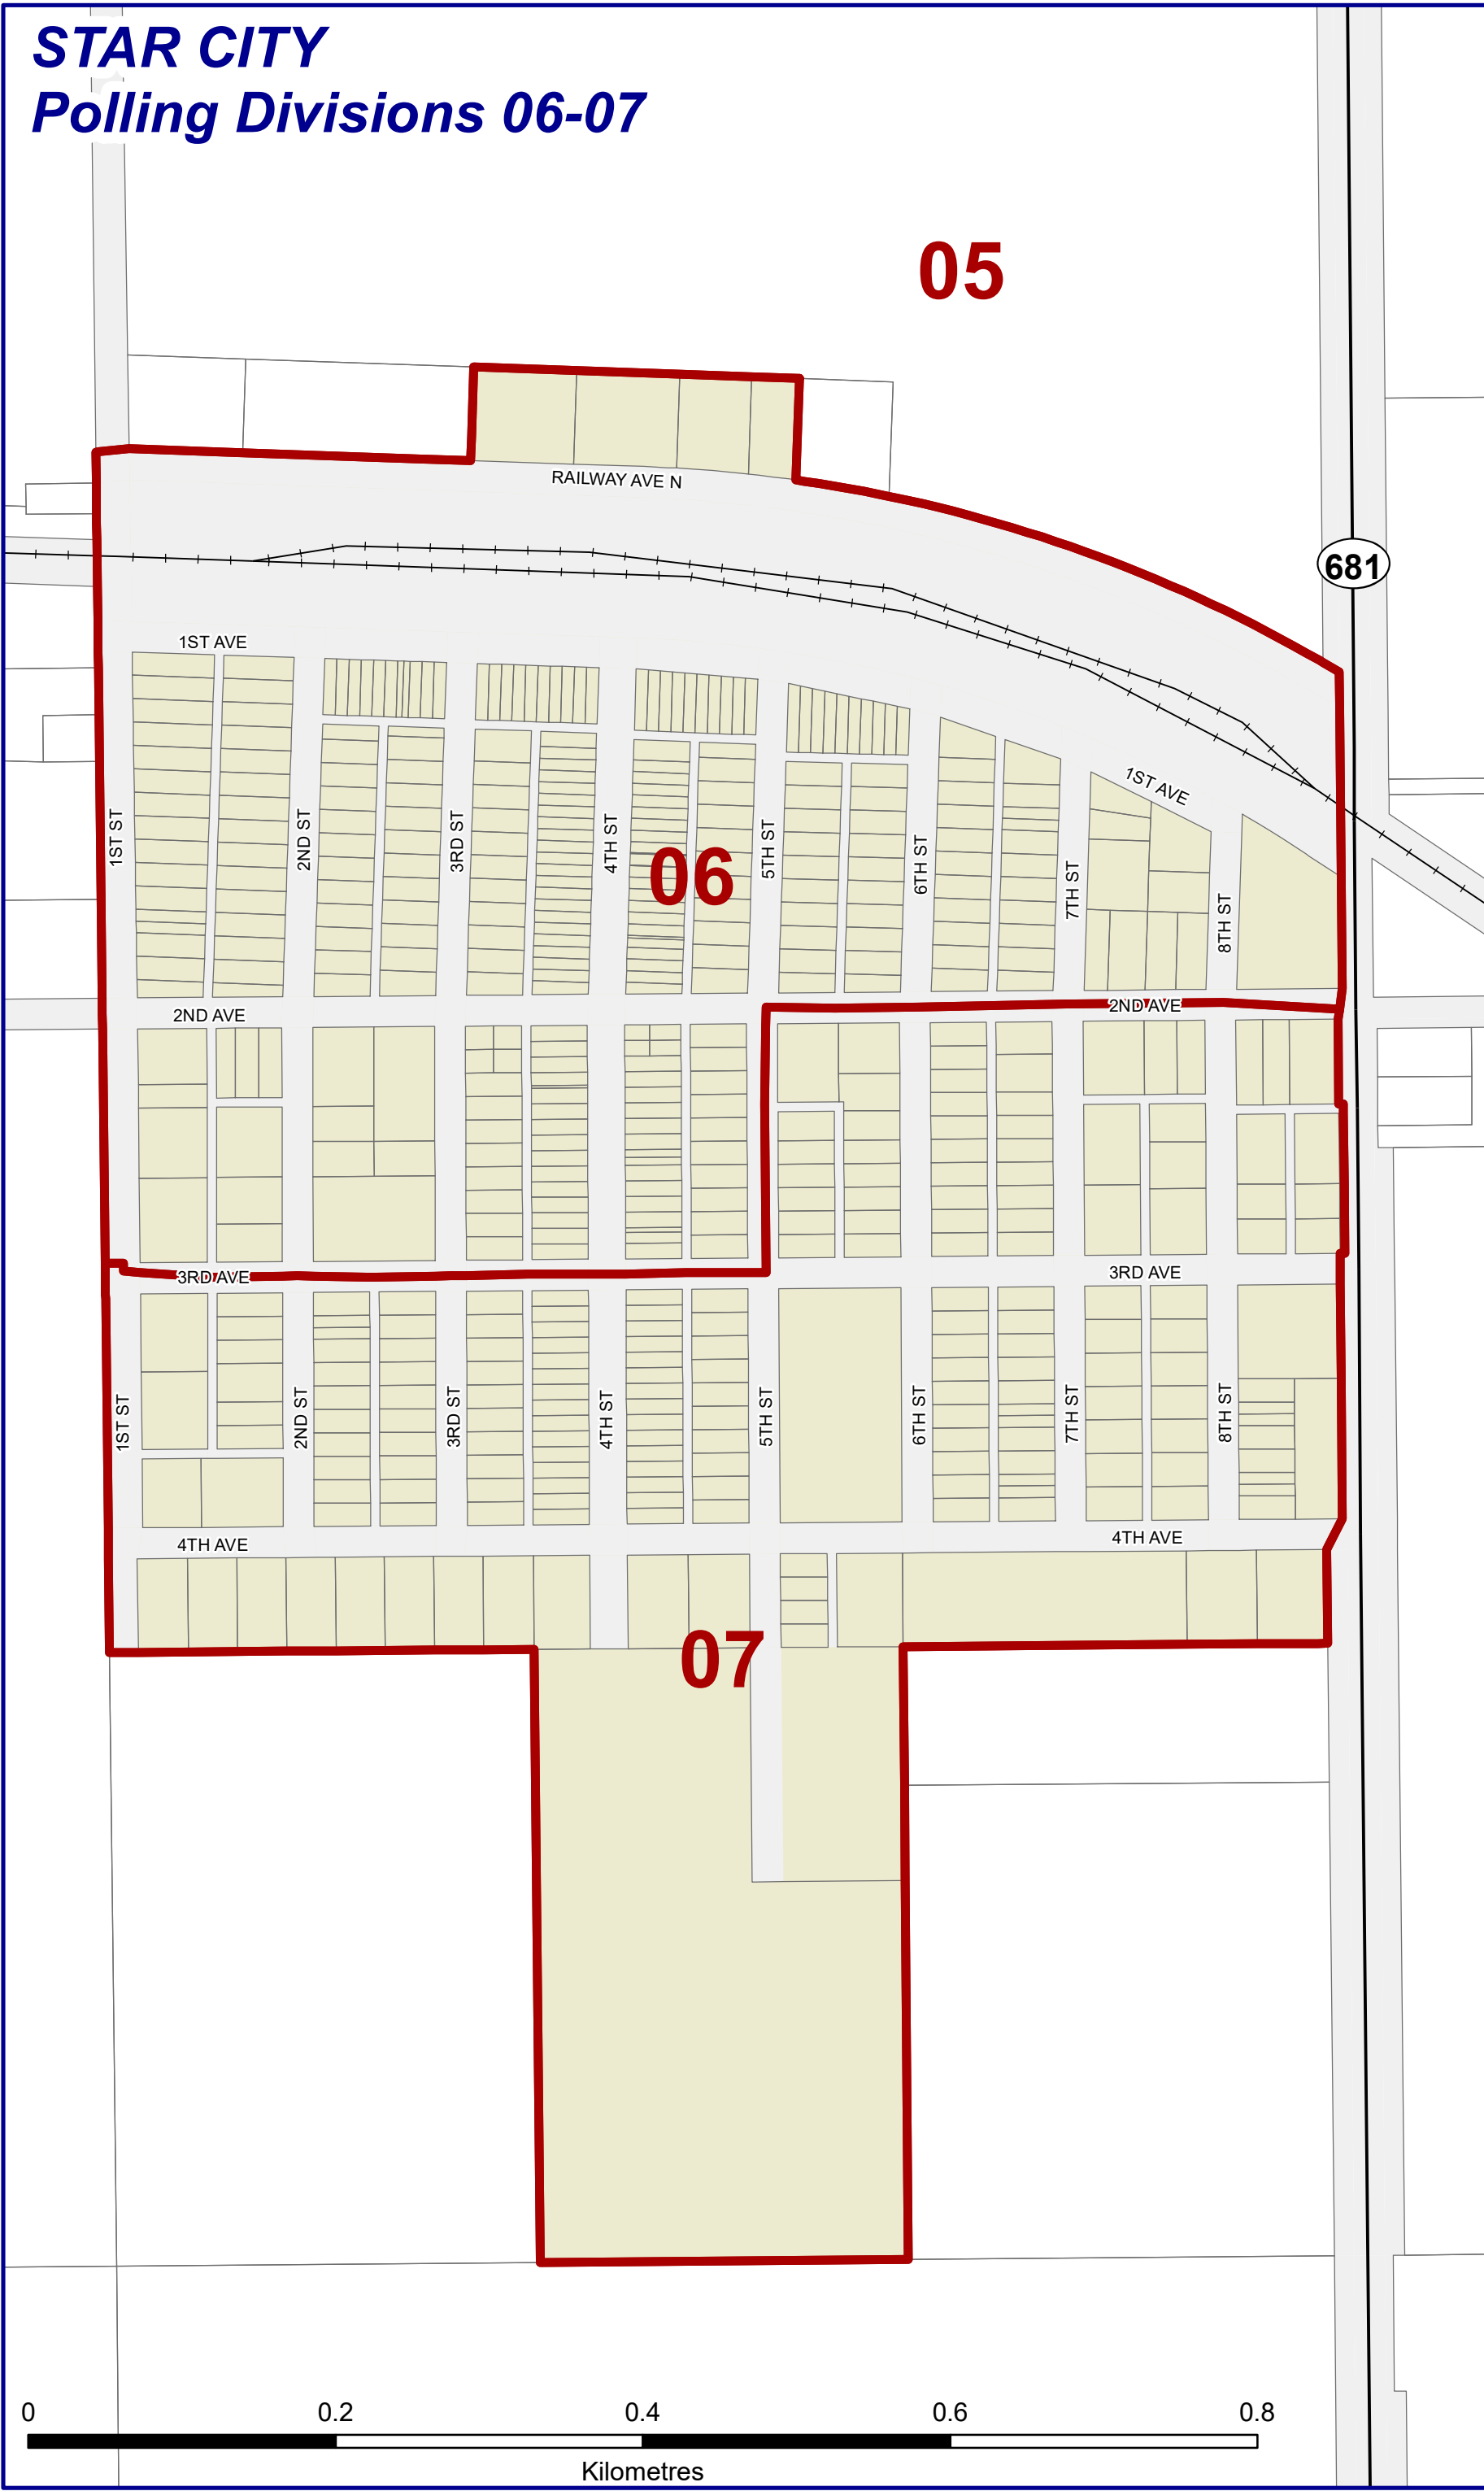 STAR CITY
Polling Divisions 06-07
05
RAILWAY AVE N
681
1ST AVE
1ST AVE
1ST ST
2ND ST
3RD ST
4TH ST
5TH ST
6TH ST
7TH ST
8TH ST
06
2ND AVE
2ND AVE
3RD AVE
3RD AVE
1ST ST
2ND ST
3RD ST
4TH ST
5TH ST
6TH ST
7TH ST
8TH ST
4TH AVE
4TH AVE
07
0 0.2 0.4 0.6 0.8
Kilometres